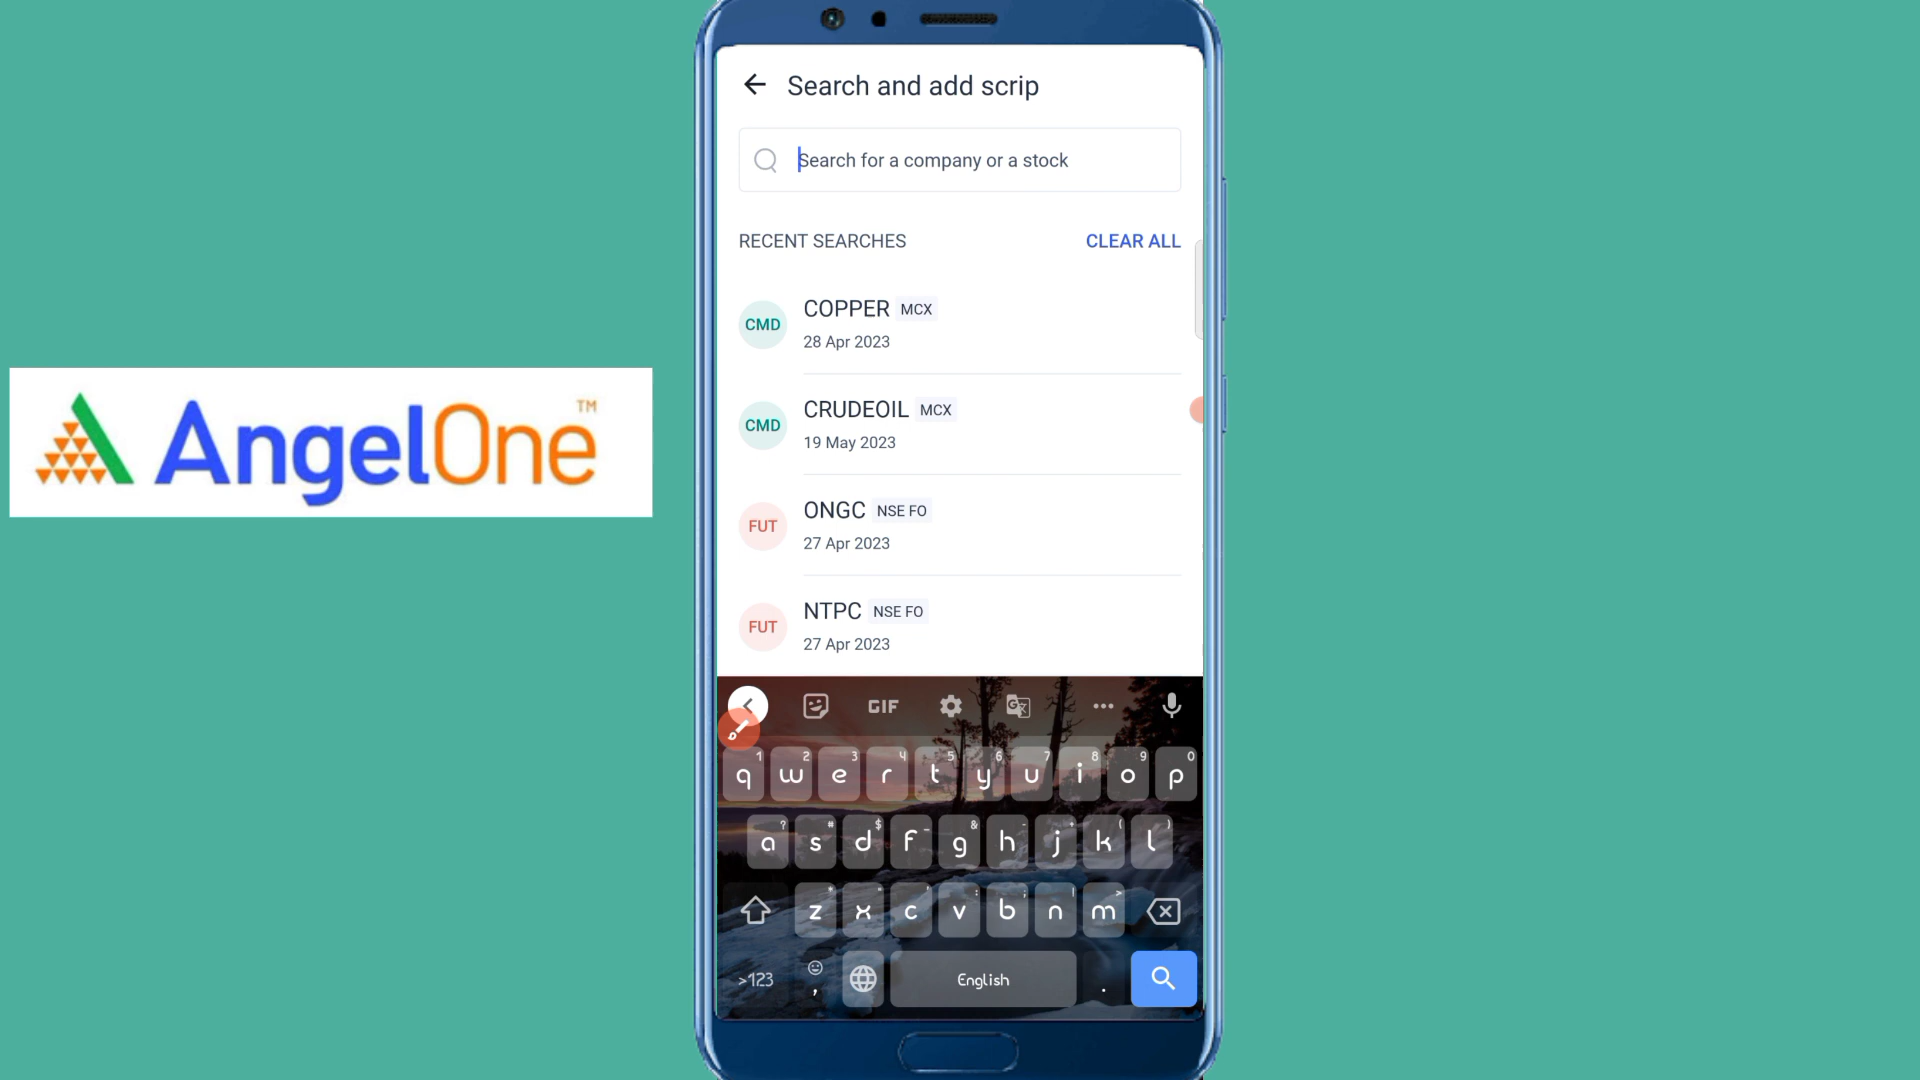 Search and add scrip
Search for a company or a stock
RECENT SEARCHES CLEAR ALL
CMD COPPER MCX
28 Apr 2023
CMD CRUDEOIL MCX
19 May 2023
FUT ONGC NSE FO
27 Apr 2023
FUT NTPC NSE FO
27 Apr 2023
AngelOne™
GIF
1 2 3 4 5 6 7 8 9 0
q w e r t y u i o p
? # $ - & - + ( )
a s d f g h j k l
* " ' : ; ! >
z x c v b n m
>123 , English .